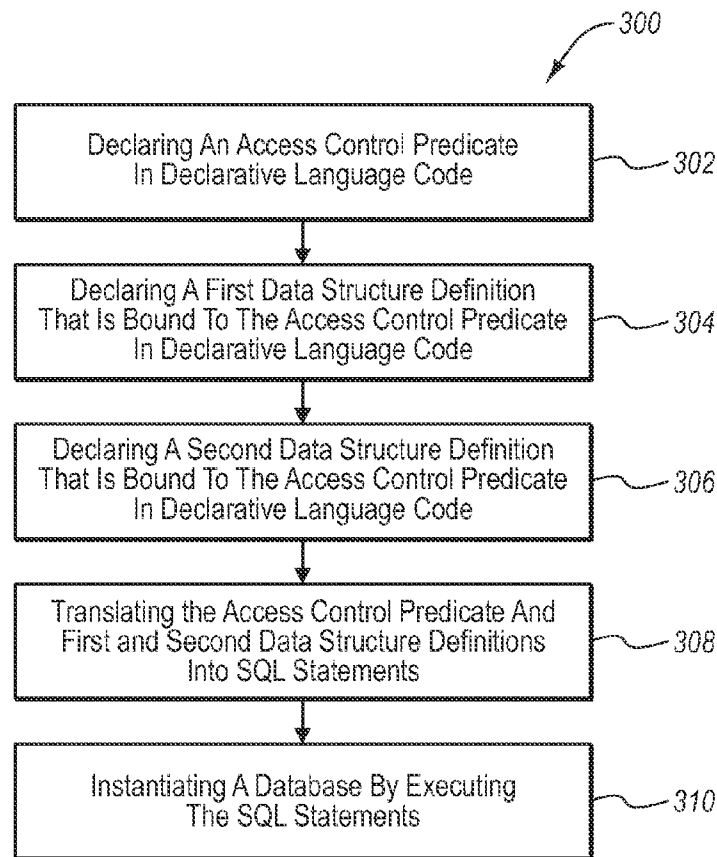 300
Declaring An Access Control Predicate
In Declarative Language Code
302
Declaring A First Data Structure Definition
That Is Bound To The Access Control Predicate
In Declarative Language Code
304
Declaring A Second Data Structure Definition
That Is Bound To The Access Control Predicate
In Declarative Language Code
306
Translating the Access Control Predicate And
First and Second Data Structure Definitions
Into SQL Statements
308
Instantiating A Database By Executing
The SQL Statements
310